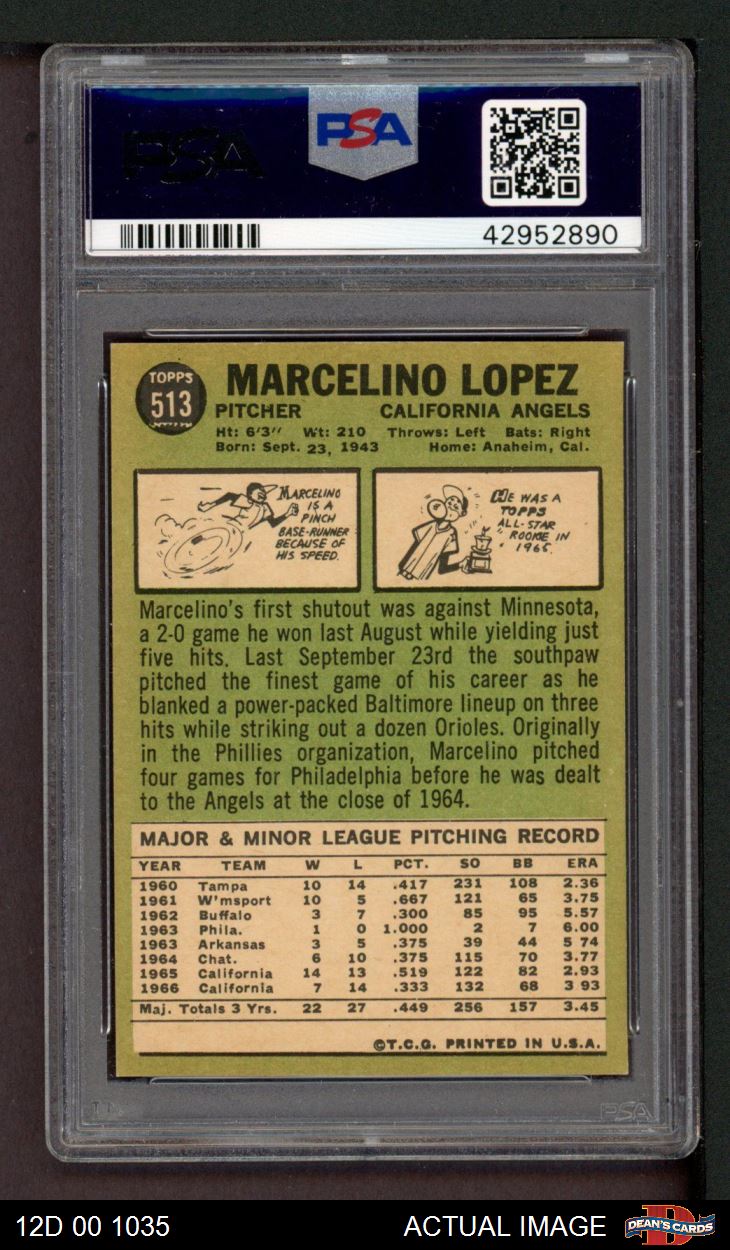 PSA
PSA
42952890
TOPPS
513
MARCELINO LOPEZ
PITCHER CALIFORNIA ANGELS
Ht: 6'3" Wt: 210 Throws: Left Bats: Right
Born: Sept. 23, 1943 Home: Anaheim, Cal.
MARCELINO
IS A
PINCH
BASE-RUNNER
BECAUSE OF
HIS SPEED.
HE WAS A
TOPPS
ALL-STAR
ROOKIE IN
1965.
Marcelino's first shutout was against Minnesota,
a 2-0 game he won last August while yielding just
five hits. Last September 23rd the southpaw
pitched the finest game of his career as he
blanked a power-packed Baltimore lineup on three
hits while striking out a dozen Orioles. Originally
in the Phillies organization, Marcelino pitched
four games for Philadelphia before he was dealt
to the Angels at the close of 1964.
MAJOR & MINOR LEAGUE PITCHING RECORD
YEAR TEAM W L PCT. SO BB ERA
1960 Tampa 10 14 .417 231 108 2.36
1961 W'msport 10 5 .667 121 65 3.75
1962 Buffalo 3 7 .300 85 95 5.57
1963 Phila. 1 0 1.000 2 7 6.00
1963 Arkansas 3 5 .375 39 44 5 74
1964 Chat. 6 10 .375 115 70 3.77
1965 California 14 13 .519 122 82 2.93
1966 California 7 14 .333 132 68 3 93
Maj. Totals 3 Yrs. 22 27 .449 256 157 3.45
©T.C.G. PRINTED IN U.S.A.
PSA
12D 00 1035 ACTUAL IMAGE DEAN'S CARDS